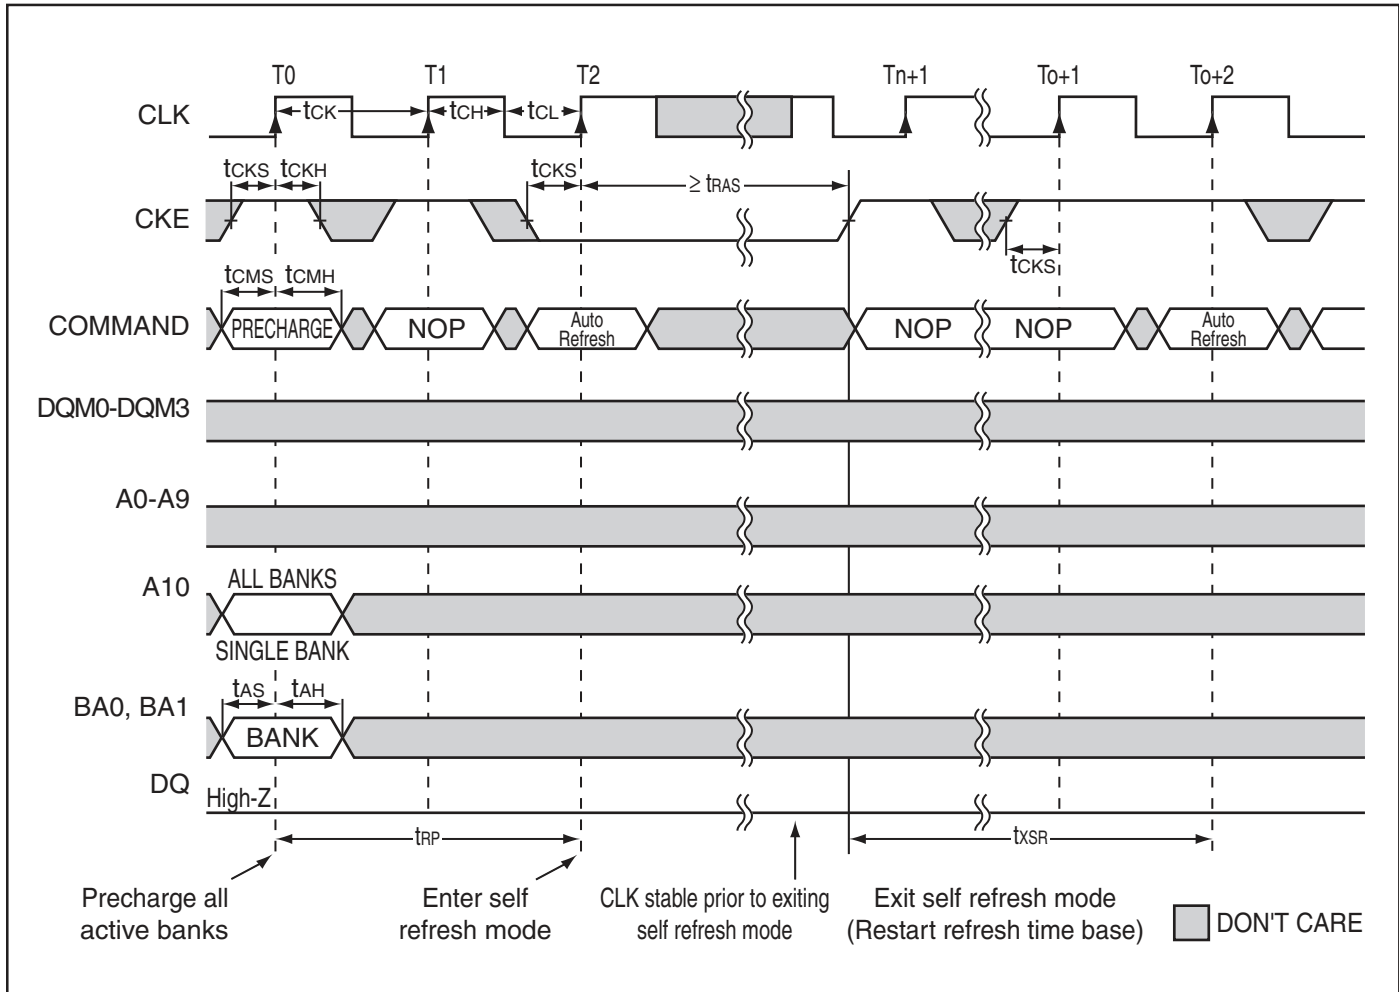 T0 T1 T2 Tn+1 To+1 To+2
CLK tCK tCH tCL
tCKS tCKH tCKS ≥ tRAS
CKE
tCKS
tCMS tCMH
COMMAND PRECHARGE NOP Auto Refresh NOP NOP Auto Refresh
DQM0-DQM3
A0-A9
A10 ALL BANKS
SINGLE BANK
tAS tAH
BA0, BA1 BANK
DQ High-Z
tRP tXSR
Precharge all
active banks
Enter self
refresh mode
CLK stable prior to exiting
self refresh mode
Exit self refresh mode
(Restart refresh time base)
DON'T CARE